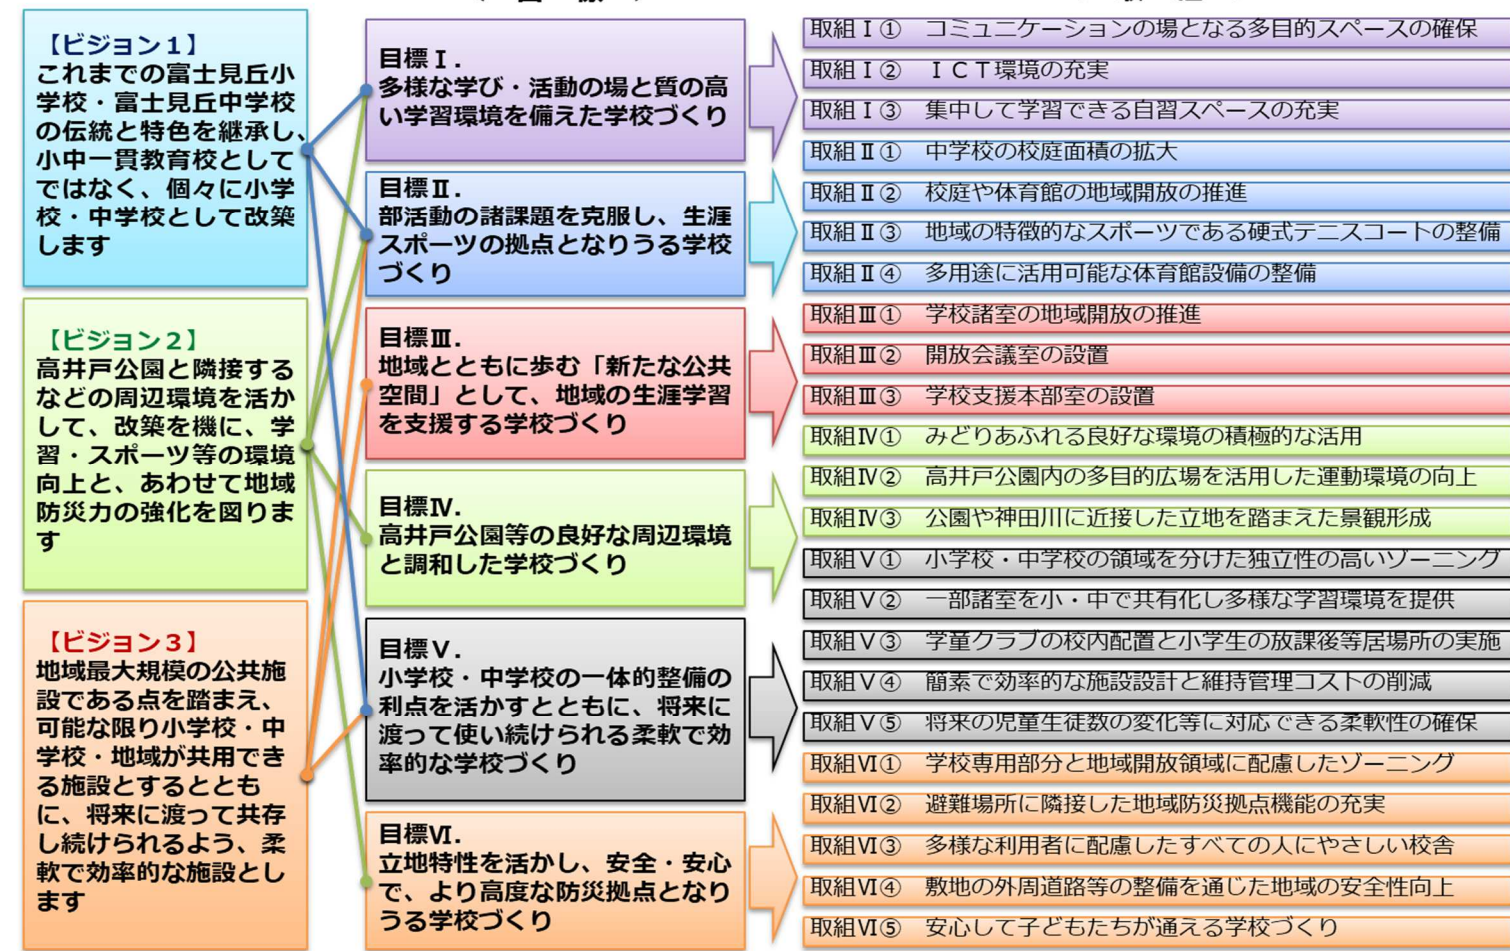 【ビジョン１】
これまでの富士見丘小
学校・富士見丘中学校
の伝統と特色を継承し、
小中一貫教育校として
ではなく、個々に小学
校・中学校として改築
します
【ビジョン２】
高井戸公園と隣接する
などの周辺環境を活か
して、改築を機に、学
習・スポーツ等の環境
向上と、あわせて地域
防災力の強化を図りま
す
【ビジョン３】
地域最大規模の公共施
設である点を踏まえ、
可能な限り小学校・中
学校・地域が共用でき
る施設とするととも
に、将来に渡って共存
し続けられるよう、柔
軟で効率的な施設とし
ます
目標Ⅰ．
多様な学び・活動の場と質の高
い学習環境を備えた学校づくり
目標Ⅱ．
部活動の諸課題を克服し、生涯
スポーツの拠点となりうる学校
づくり
目標Ⅲ．
地域とともに歩む「新たな公共
空間」として、地域の生涯学習
を支援する学校づくり
目標Ⅳ．
高井戸公園等の良好な周辺環境
と調和した学校づくり
目標Ⅴ．
小学校・中学校の一体的整備の
利点を活かすとともに、将来に
渡って使い続けられる柔軟で効
率的な学校づくり
目標Ⅵ．
立地特性を活かし、安全・安心
で、より高度な防災拠点となり
うる学校づくり
取組Ⅰ①　コミュニケーションの場となる多目的スペースの確保
取組Ⅰ②　ＩＣＴ環境の充実
取組Ⅰ③　集中して学習できる自習スペースの充実
取組Ⅱ①　中学校の校庭面積の拡大
取組Ⅱ②　校庭や体育館の地域開放の推進
取組Ⅱ③　地域の特徴的なスポーツである硬式テニスコートの整備
取組Ⅱ④　多用途に活用可能な体育館設備の整備
取組Ⅲ①　学校諸室の地域開放の推進
取組Ⅲ②　開放会議室の設置
取組Ⅲ③　学校支援本部室の設置
取組Ⅳ①　みどりあふれる良好な環境の積極的な活用
取組Ⅳ②　高井戸公園内の多目的広場を活用した運動環境の向上
取組Ⅳ③　公園や神田川に近接した立地を踏まえた景観形成
取組Ⅴ①　小学校・中学校の領域を分けた独立性の高いゾーニング
取組Ⅴ②　一部諸室を小・中で共有化し多様な学習環境を提供
取組Ⅴ③　学童クラブの校内配置と小学生の放課後等居場所の実施
取組Ⅴ④　簡素で効率的な施設設計と維持管理コストの削減
取組Ⅴ⑤　将来の児童生徒数の変化等に対応できる柔軟性の確保
取組Ⅵ①　学校専用部分と地域開放領域に配慮したゾーニング
取組Ⅵ②　避難場所に隣接した地域防災拠点機能の充実
取組Ⅵ③　多様な利用者に配慮したすべての人にやさしい校舎
取組Ⅵ④　敷地の外周道路等の整備を通じた地域の安全性向上
取組Ⅵ⑤　安心して子どもたちが通える学校づくり